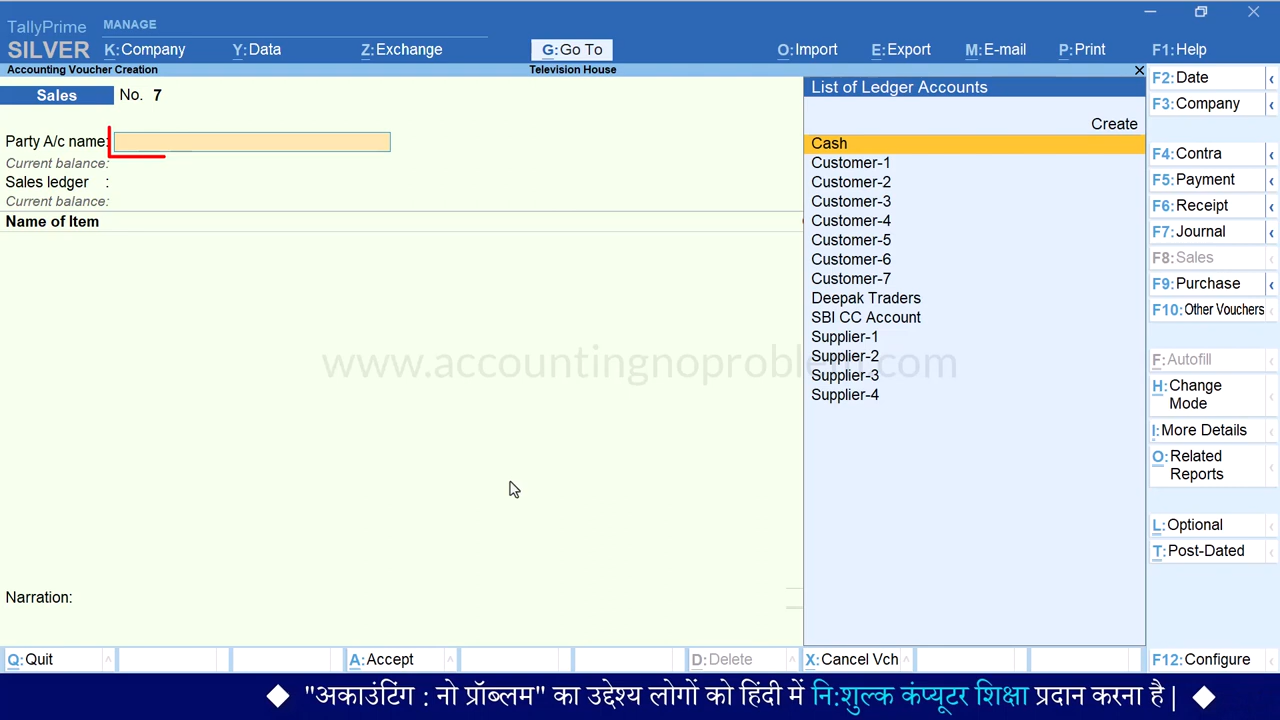 TallyPrime MANAGE
SILVER K:Company Y:Data Z:Exchange G:Go To O:Import E:Export M:E-mail P:Print F1:Help
Accounting Voucher Creation Television House
Sales No. 7
Party A/c name:
Current balance:
Sales ledger :
Current balance:
Name of Item
Narration:
List of Ledger Accounts
Create
Cash
Customer-1
Customer-2
Customer-3
Customer-4
Customer-5
Customer-6
Customer-7
Deepak Traders
SBI CC Account
Supplier-1
Supplier-2
Supplier-3
Supplier-4
www.accountingnoproblem.com
F2:Date
F3:Company
F4:Contra
F5:Payment
F6:Receipt
F7:Journal
F8:Sales
F9:Purchase
F10:Other Vouchers
F:Autofill
H:Change
Mode
I:More Details
O:Related
Reports
L:Optional
T:Post-Dated
Q:Quit A:Accept D:Delete X:Cancel Vch F12:Configure
"अकाउंटिंग : नो प्रॉब्लम" का उद्देश्य लोगों को हिंदी में नि:शुल्क कंप्यूटर शिक्षा प्रदान करना है |